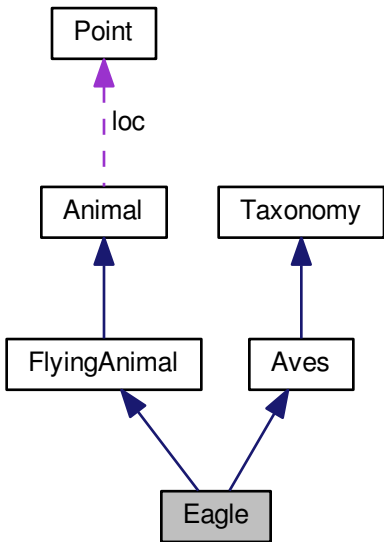 Point
loc
Animal
Taxonomy
FlyingAnimal
Aves
Eagle